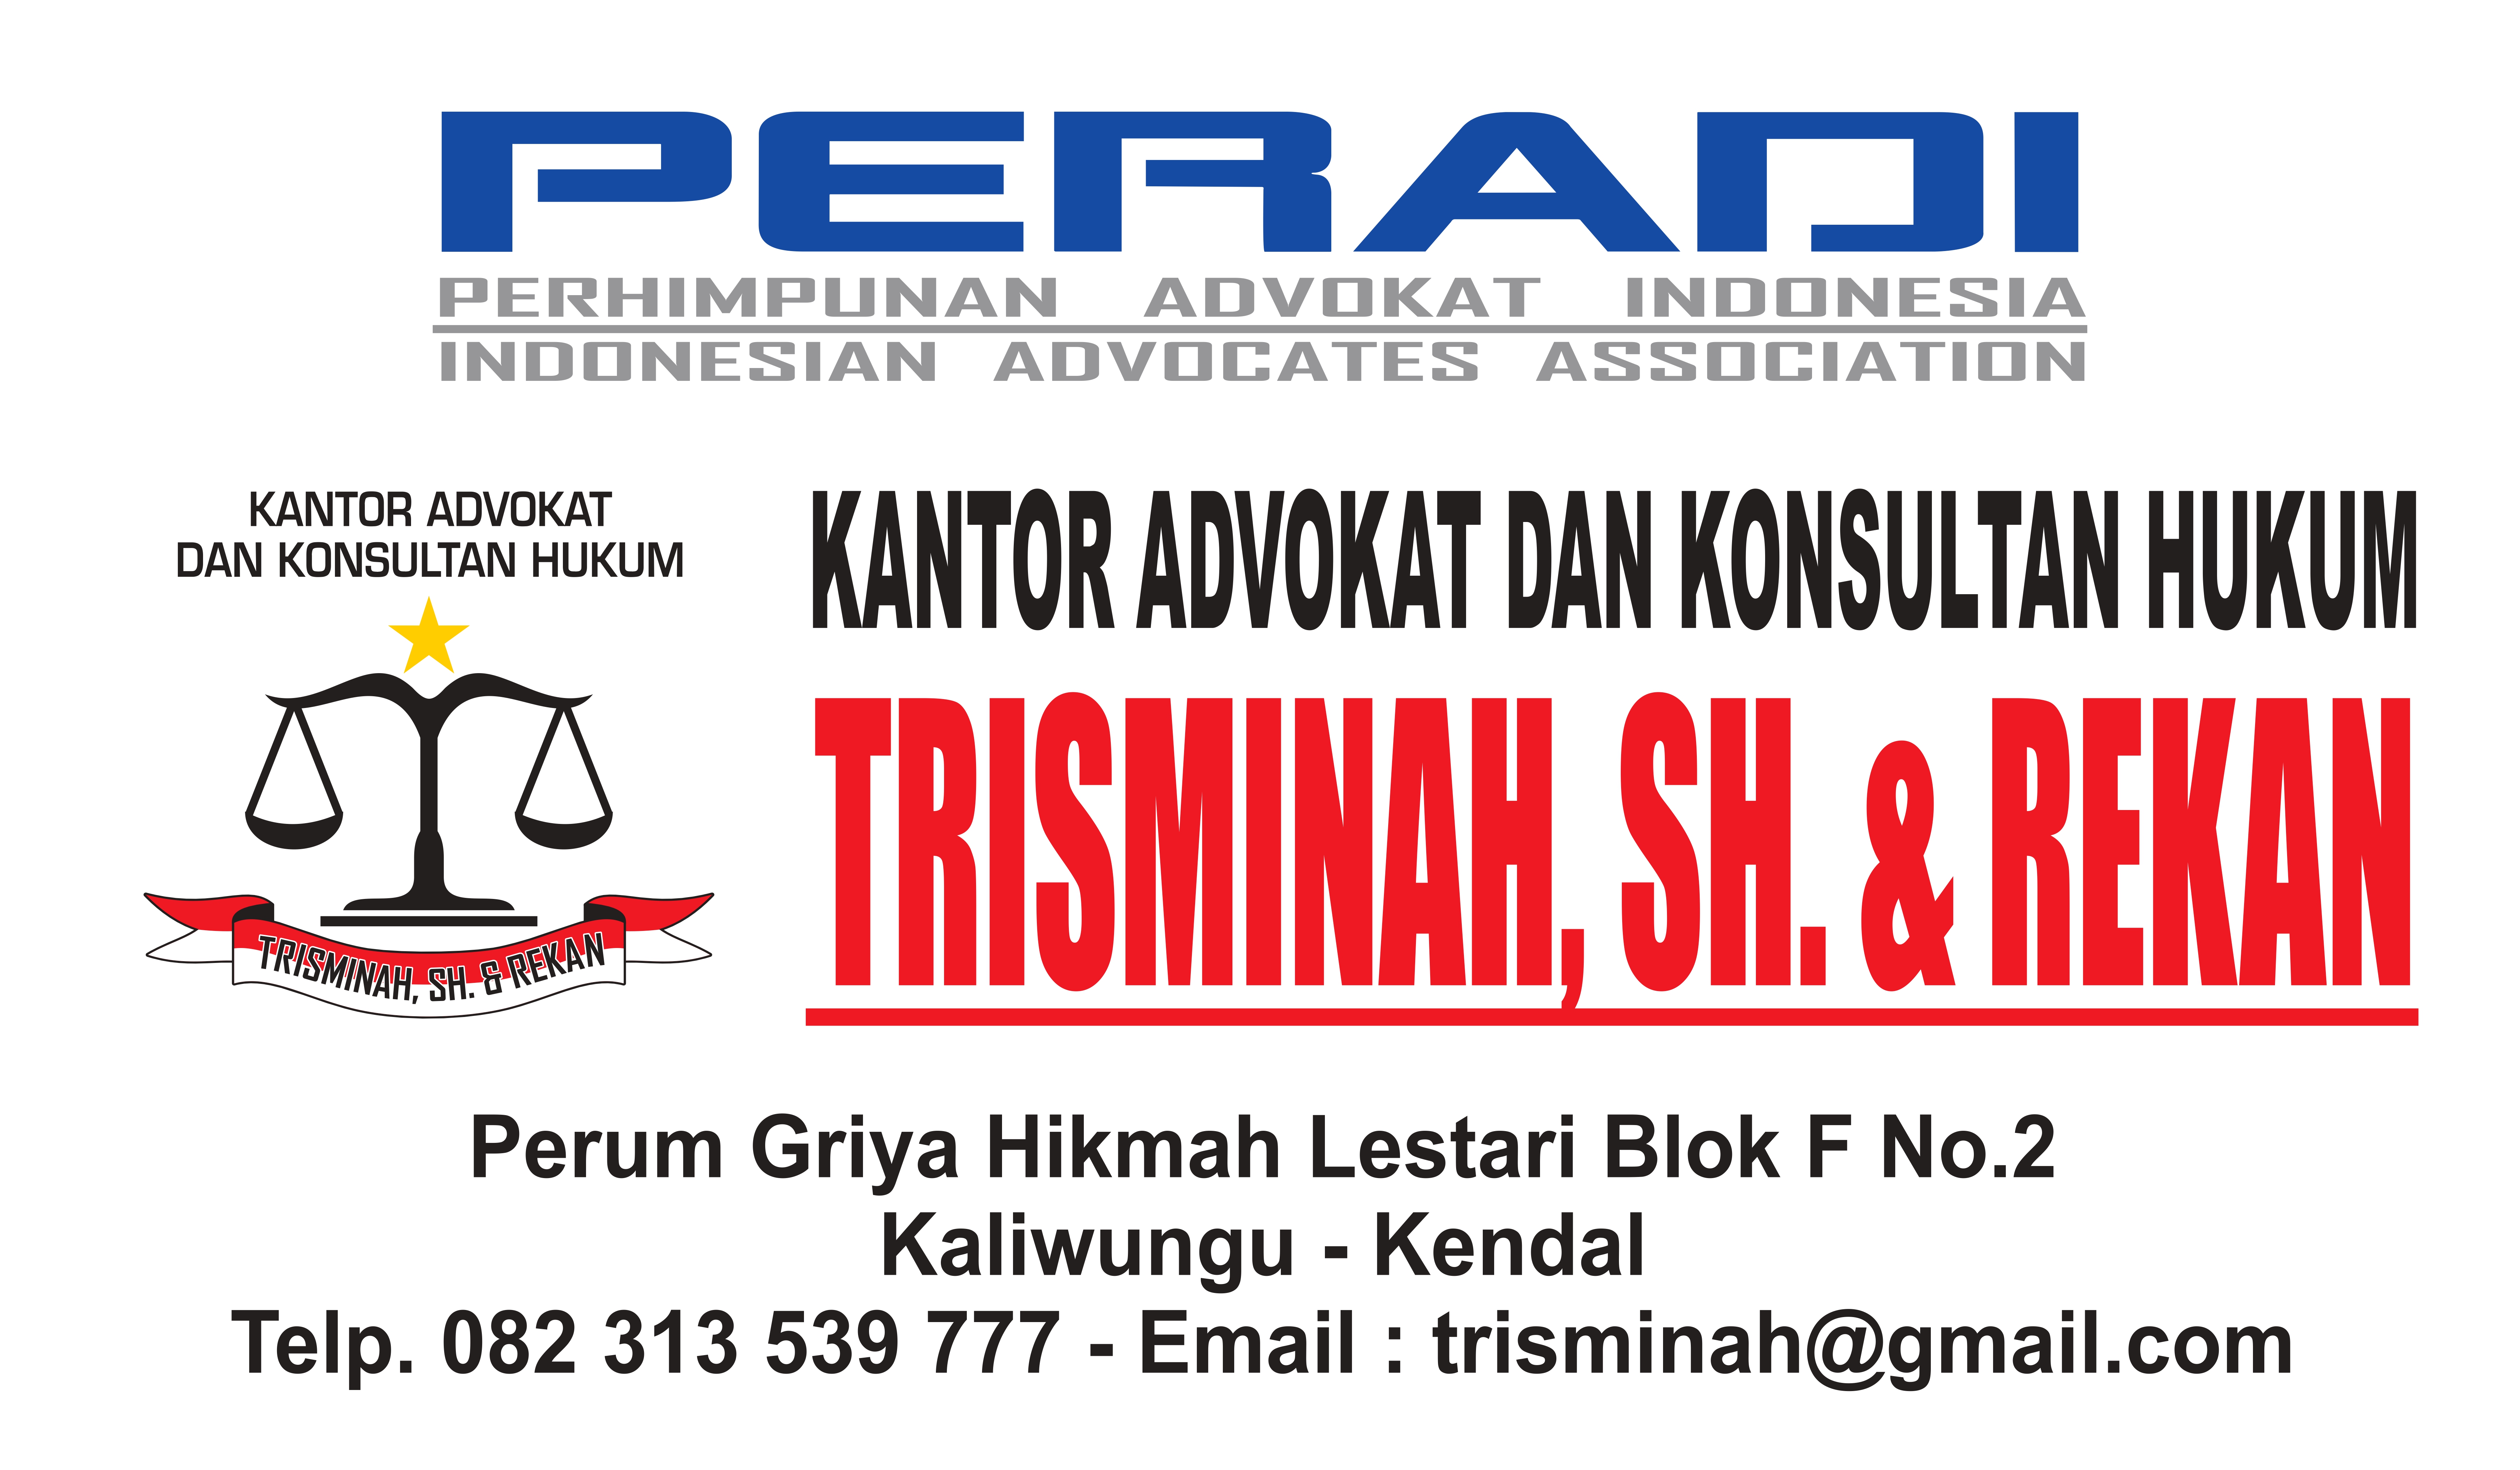 PERADI
PERHIMPUNAN ADVOKAT INDONESIA
INDONESIAN ADVOCATES ASSOCIATION
KANTOR ADVOKAT
DAN KONSULTAN HUKUM
TRISMINAH, SH. & REKAN
KANTOR ADVOKAT DAN KONSULTAN HUKUM
TRISMINAH, SH. & REKAN
Perum Griya Hikmah Lestari Blok F No.2
Kaliwungu - Kendal
Telp. 082 313 539 777 - Email : trisminah@gmail.com